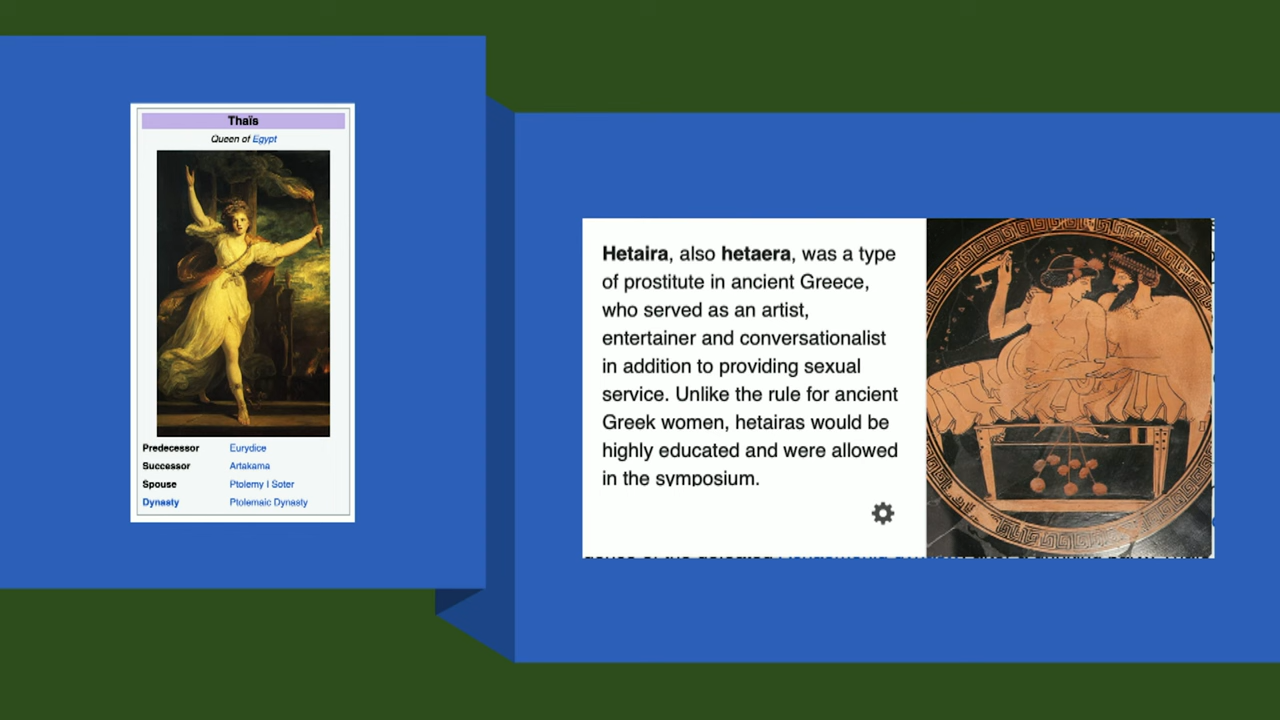 Thaïs
Queen of Egypt
Predecessor Eurydice
Successor Artakama
Spouse Ptolemy I Soter
Dynasty Ptolemaic Dynasty
Hetaira, also hetaera, was a type
of prostitute in ancient Greece,
who served as an artist,
entertainer and conversationalist
in addition to providing sexual
service. Unlike the rule for ancient
Greek women, hetairas would be
highly educated and were allowed
in the symposium.